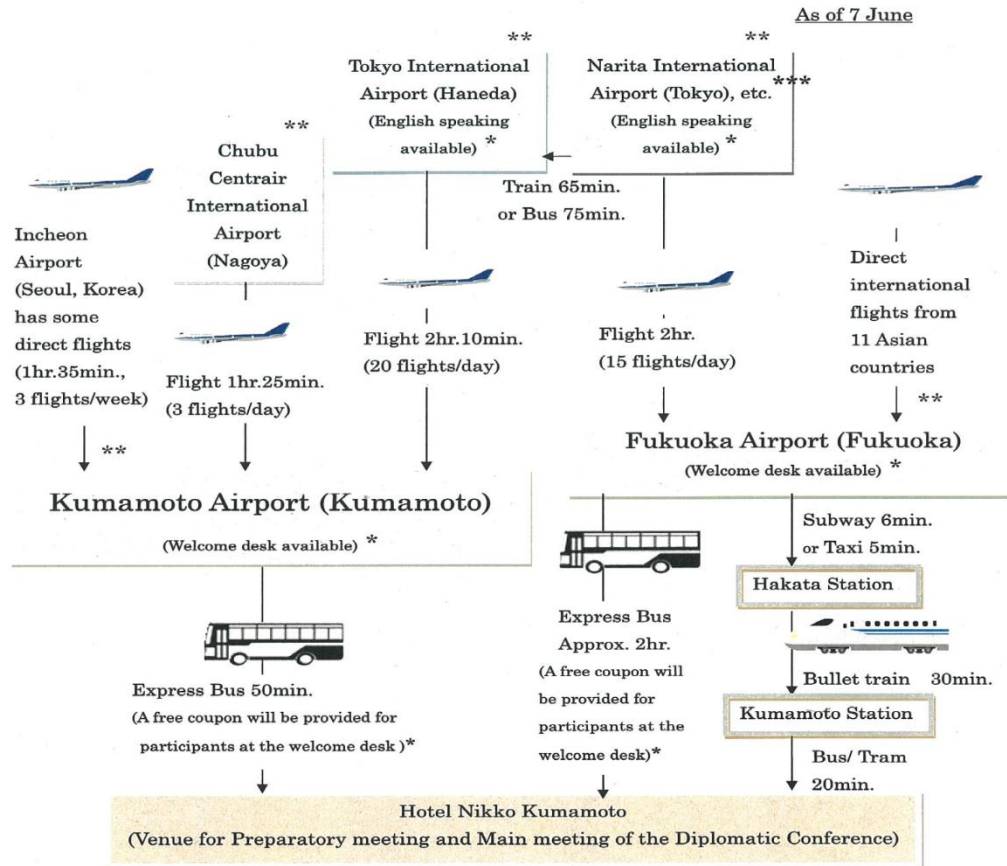 As of 7 June
**
Tokyo International
Airport (Haneda)
(English speaking
available) *
**
Narita International
Airport (Tokyo), etc. ***
(English speaking
available) *
**
Chubu
Centrair
International
Airport
(Nagoya)
Train 65min.
or Bus 75min.
Incheon
Airport
(Seoul, Korea)
has some
direct flights
(1hr.35min.,
3 flights/week)
**
Flight 1hr.25min.
(3 flights/day)
Flight 2hr.10min.
(20 flights/day)
Flight 2hr.
(15 flights/day)
Direct
international
flights from
11 Asian
countries
**
Fukuoka Airport (Fukuoka)
(Welcome desk available) *
Kumamoto Airport (Kumamoto)
(Welcome desk available) *
Subway 6min.
or Taxi 5min.
Hakata Station
Express Bus
Approx. 2hr.
(A free coupon will
be provided for
participants at the
welcome desk)*
Bullet train 30min.
Kumamoto Station
Bus/ Tram
20min.
Express Bus 50min.
(A free coupon will be provided for
participants at the welcome desk )*
Hotel Nikko Kumamoto
(Venue for Preparatory meeting and Main meeting of the Diplomatic Conference)